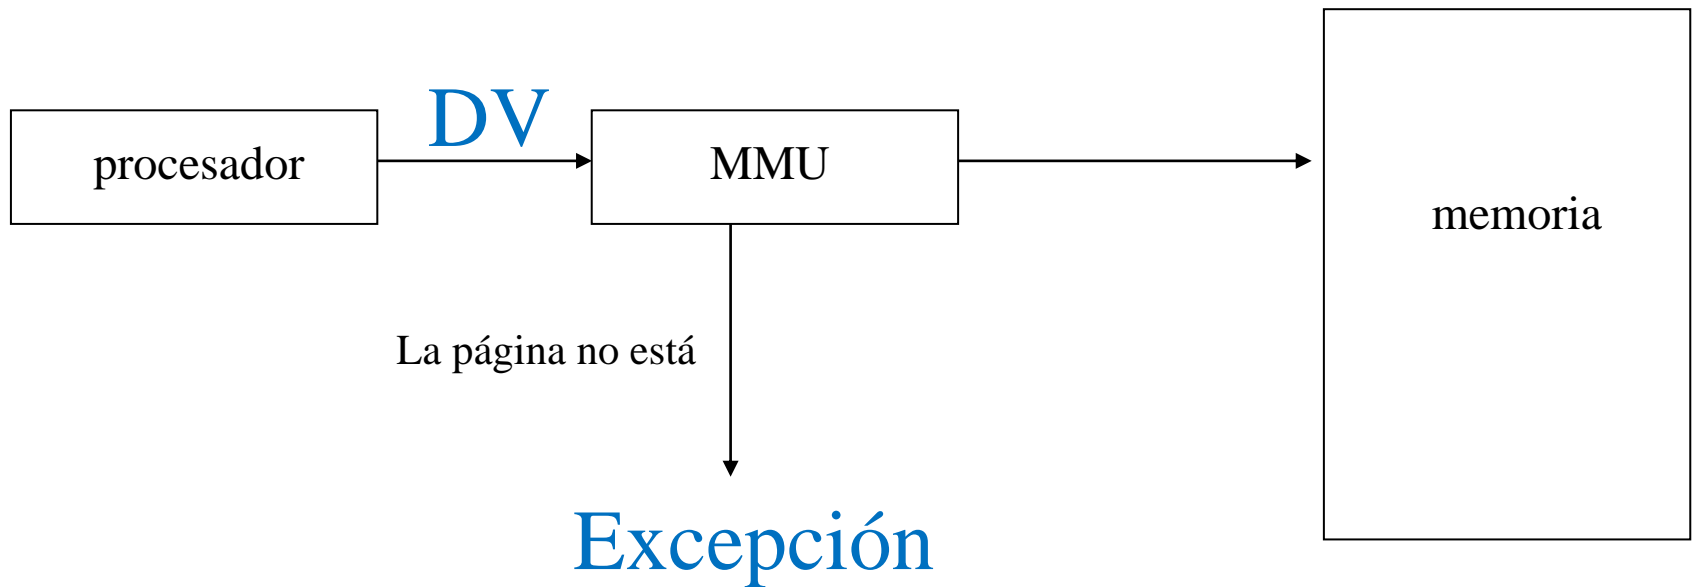 DV
procesador
MMU
memoria
La página no está
Excepción